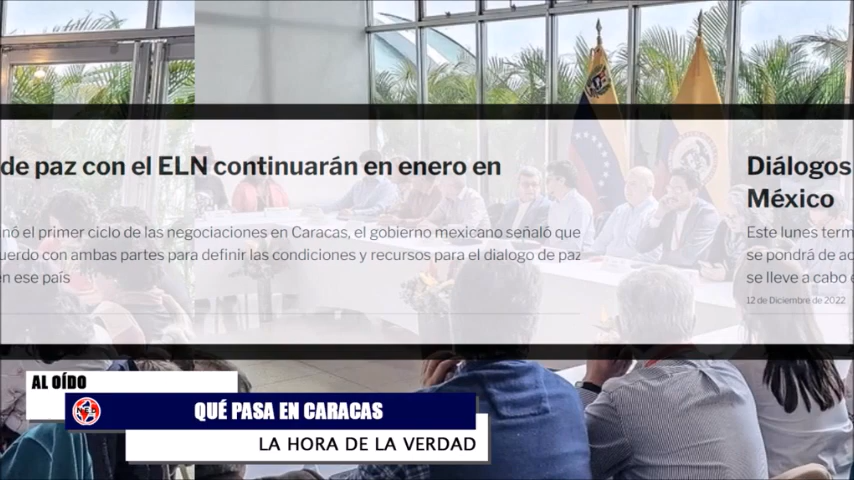 de paz con el ELN continuarán en enero en
nó el primer ciclo de las negociaciones en Caracas, el gobierno mexicano señaló que
uerdo con ambas partes para definir las condiciones y recursos para el dialogo de paz
en ese país
Diálogos
México
Este lunes term
se pondrá de ac
se lleve a cabo e
12 de Diciembre de 2022
AL OÍDO
QUÉ PASA EN CARACAS
LA HORA DE LA VERDAD